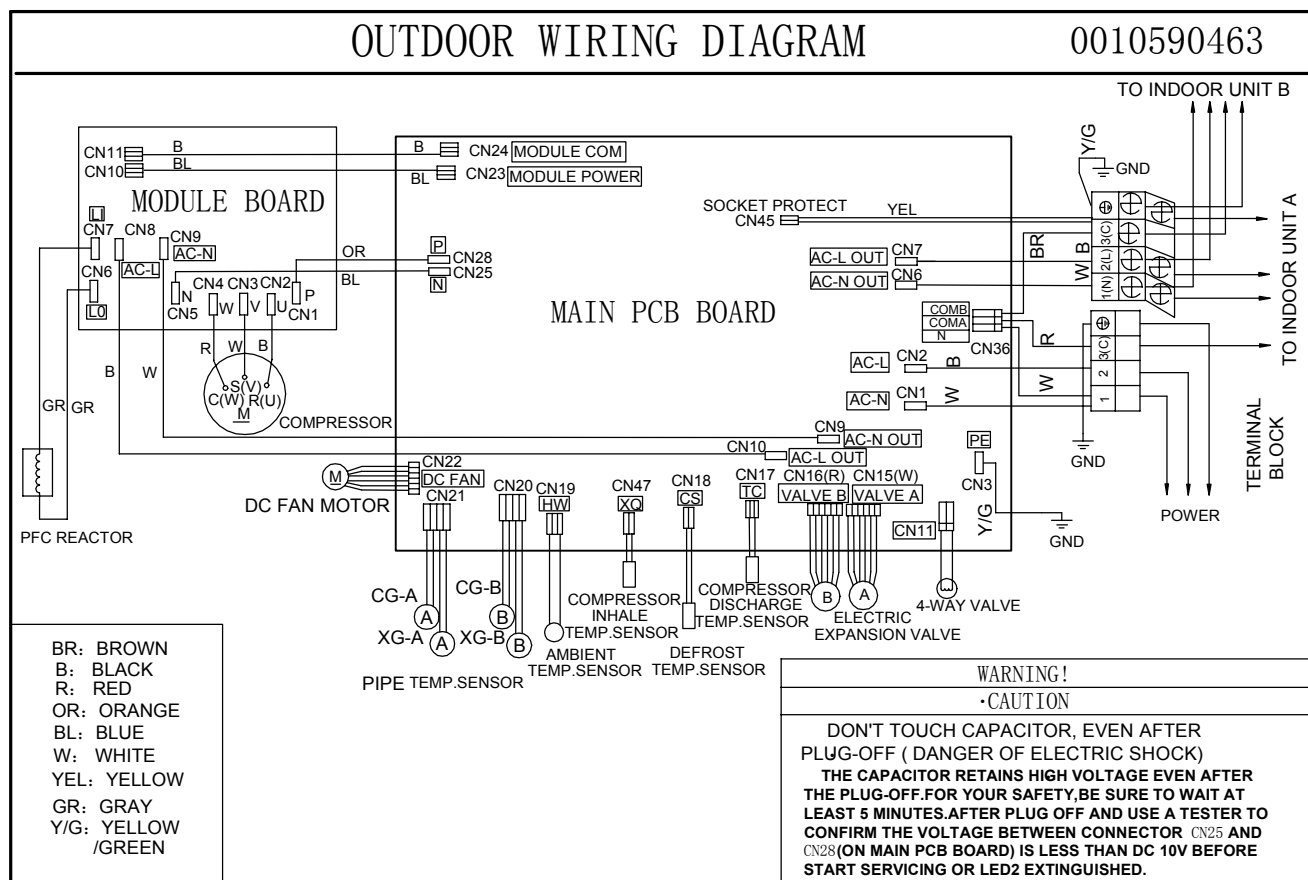 OUTDOOR WIRING DIAGRAM 0010590463
TO INDOOR UNIT B
CN11 B B CN24 MODULE COM
CN10 BL BL CN23 MODULE POWER
MODULE BOARD
Y/G
GND
SOCKET PROTECT
CN45 YEL
LI
CN7 CN8 CN9
AC-L AC-N
CN6
L0
N
CN5
CN4 CN3 CN2
W V U P
CN1
OR P CN28
BL N CN25
MAIN PCB BOARD
AC-L OUT CN7
AC-N OUT CN6
BR B W
3(C)
2(L)
1(N)
TO INDOOR UNIT A
COMB
COMA
N
CN36
R
3(C)
2
1
AC-L CN2 B
AC-N CN1 W
W
GND
TERMINAL
BLOCK
POWER
R W B
B W
S(V)
C(W) R(U)
M
COMPRESSOR
GR GR
PFC REACTOR
CN9 AC-N OUT
CN10 AC-L OUT
PE
CN3
Y/G
GND
M
DC FAN MOTOR
CN22
DC FAN
CN21
CN20
CN19
HW
CN47
XQ
CN18
CS
CN17
TC
CN16(R)
VALVE B
CN15(W)
VALVE A
CN11
CG-A A
XG-A A
CG-B B
XG-B B
PIPE TEMP.SENSOR
AMBIENT
TEMP.SENSOR
COMPRESSOR
INHALE
TEMP.SENSOR
DEFROST
TEMP.SENSOR
COMPRESSOR
DISCHARGE
TEMP.SENSOR
B A
ELECTRIC
EXPANSION VALVE
4-WAY VALVE
BR: BROWN
B: BLACK
R: RED
OR: ORANGE
BL: BLUE
W: WHITE
YEL: YELLOW
GR: GRAY
Y/G: YELLOW
/GREEN
WARNING!
·CAUTION
DON'T TOUCH CAPACITOR, EVEN AFTER
PLUG-OFF ( DANGER OF ELECTRIC SHOCK)
THE CAPACITOR RETAINS HIGH VOLTAGE EVEN AFTER
THE PLUG-OFF.FOR YOUR SAFETY,BE SURE TO WAIT AT
LEAST 5 MINUTES.AFTER PLUG OFF AND USE A TESTER TO
CONFIRM THE VOLTAGE BETWEEN CONNECTOR CN25 AND
CN28(ON MAIN PCB BOARD) IS LESS THAN DC 10V BEFORE
START SERVICING OR LED2 EXTINGUISHED.